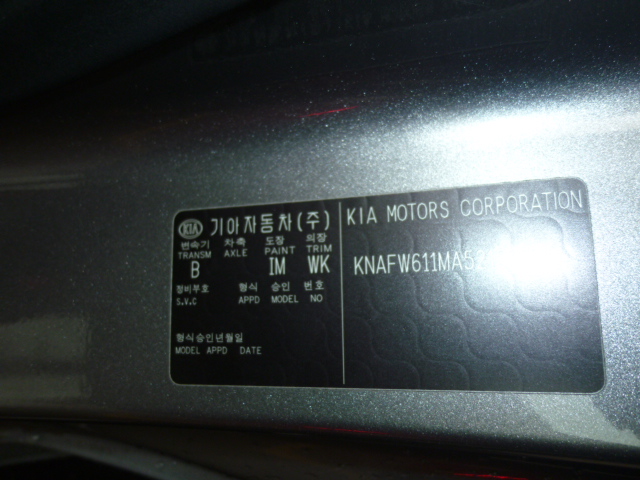 KIA 기아자동차(주)
변속기 차축 도장 의장
TRANSM AXLE PAINT TRIM
B IM WK
정비부호 형식 승인 번호
S.V.C APPD MODEL NO
형식승인년월일
MODEL APPD DATE
KIA MOTORS CORPORATION
KNAFW611MA5